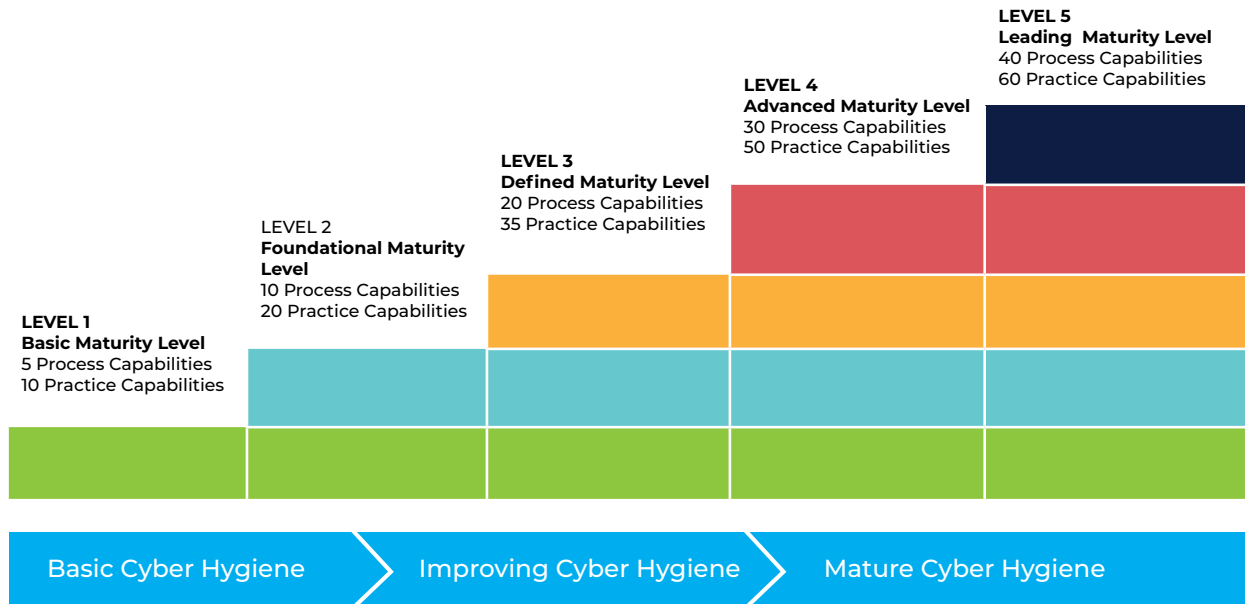 LEVEL 1
Basic Maturity Level
5 Process Capabilities
10 Practice Capabilities
LEVEL 2
Foundational Maturity
Level
10 Process Capabilities
20 Practice Capabilities
LEVEL 3
Defined Maturity Level
20 Process Capabilities
35 Practice Capabilities
LEVEL 4
Advanced Maturity Level
30 Process Capabilities
50 Practice Capabilities
LEVEL 5
Leading Maturity Level
40 Process Capabilities
60 Practice Capabilities
Basic Cyber Hygiene
Improving Cyber Hygiene
Mature Cyber Hygiene